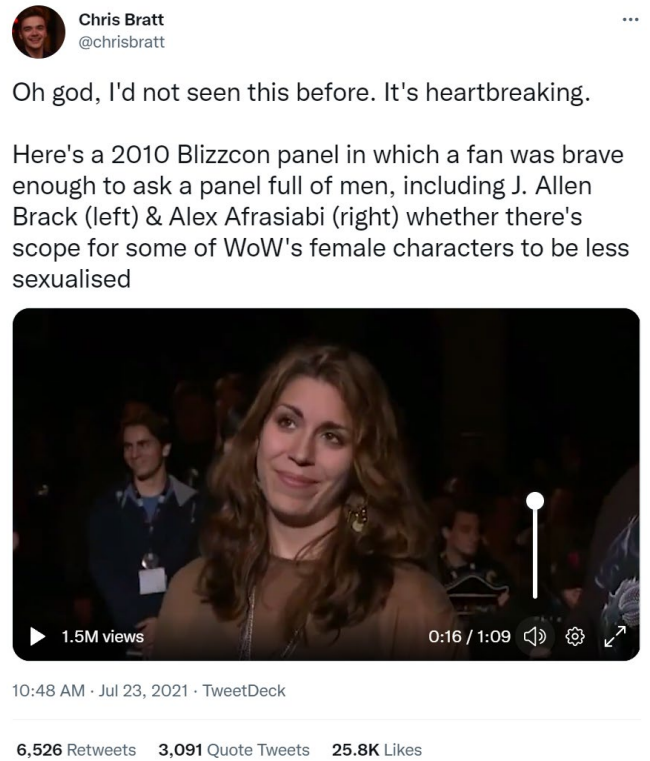 Chris Bratt
@chrisbratt
Oh god, I'd not seen this before. It's heartbreaking.
Here's a 2010 Blizzcon panel in which a fan was brave
enough to ask a panel full of men, including J. Allen
Brack (left) & Alex Afrasiabi (right) whether there's
scope for some of WoW's female characters to be less
sexualised
1.5M views
0:16 / 1:09
10:48 AM · Jul 23, 2021 · TweetDeck
6,526 Retweets 3,091 Quote Tweets 25.8K Likes